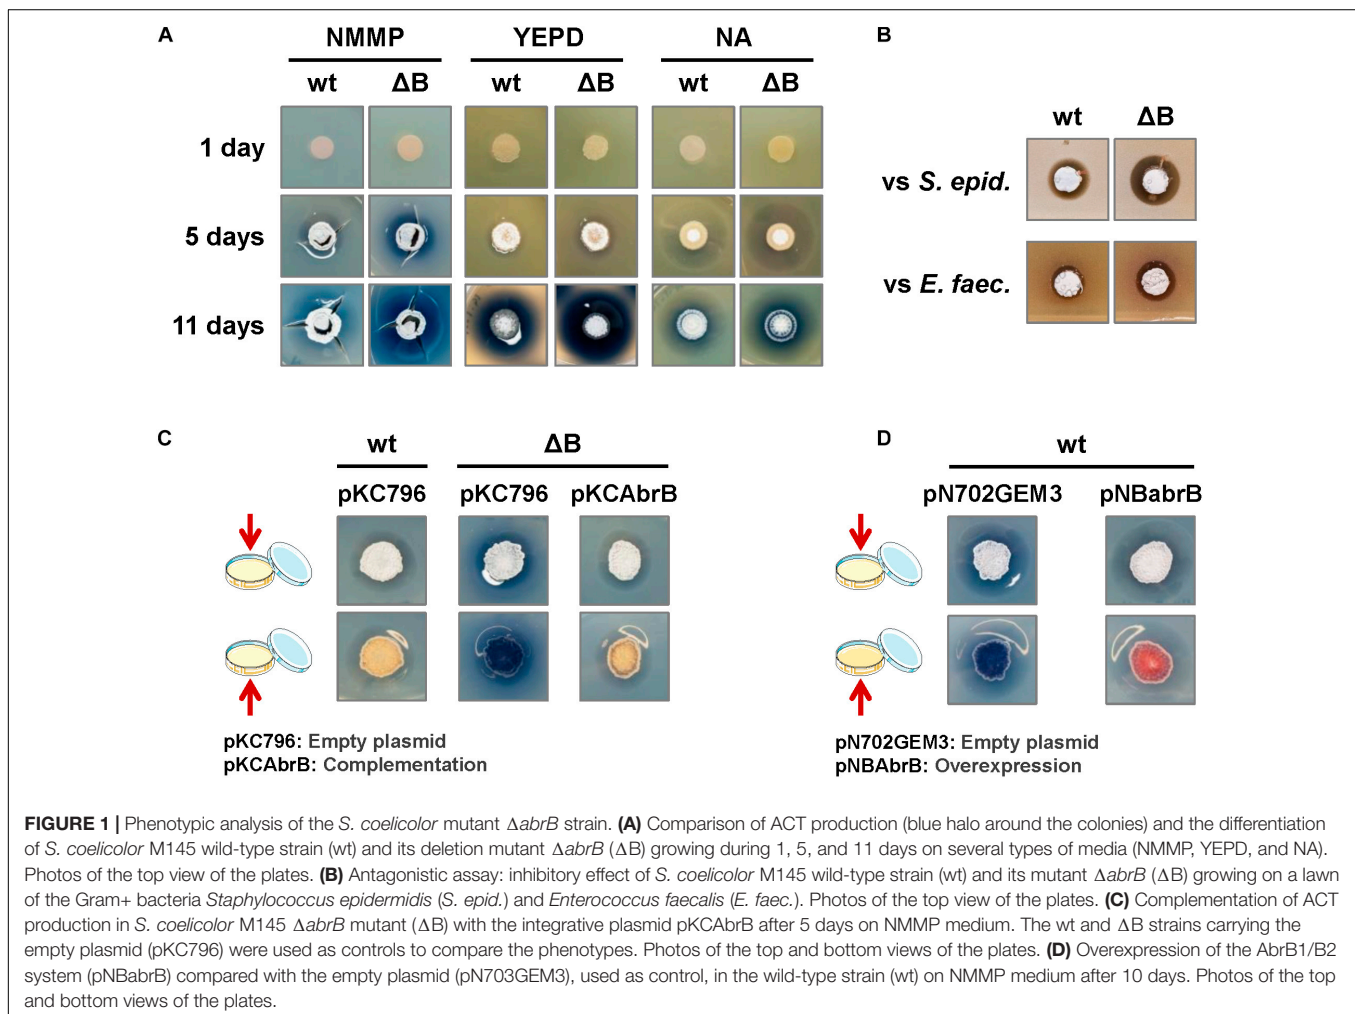 A
NMMP YEPD NA
wt ΔB wt ΔB wt ΔB
1 day
5 days
11 days
B
wt ΔB
vs S. epid.
vs E. faec.
C
wt ΔB
pKC796 pKC796 pKCAbrB
pKC796: Empty plasmid
pKCAbrB: Complementation
D
wt
pN702GEM3 pNBabrB
pN702GEM3: Empty plasmid
pNBAbrB: Overexpression
FIGURE 1 | Phenotypic analysis of the S. coelicolor mutant ΔabrB strain. (A) Comparison of ACT production (blue halo around the colonies) and the differentiation
of S. coelicolor M145 wild-type strain (wt) and its deletion mutant ΔabrB (ΔB) growing during 1, 5, and 11 days on several types of media (NMMP, YEPD, and NA).
Photos of the top view of the plates. (B) Antagonistic assay: inhibitory effect of S. coelicolor M145 wild-type strain (wt) and its mutant ΔabrB (ΔB) growing on a lawn
of the Gram+ bacteria Staphylococcus epidermidis (S. epid.) and Enterococcus faecalis (E. faec.). Photos of the top view of the plates. (C) Complementation of ACT
production in S. coelicolor M145 ΔabrB mutant (ΔB) with the integrative plasmid pKCAbrB after 5 days on NMMP medium. The wt and ΔB strains carrying the
empty plasmid (pKC796) were used as controls to compare the phenotypes. Photos of the top and bottom views of the plates. (D) Overexpression of the AbrB1/B2
system (pNBabrB) compared with the empty plasmid (pN703GEM3), used as control, in the wild-type strain (wt) on NMMP medium after 10 days. Photos of the top
and bottom views of the plates.